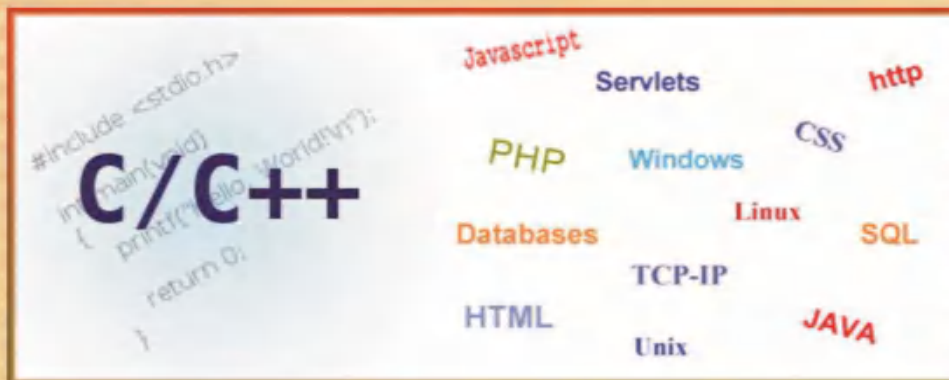 #include <stdio.h>
int main(void)
{
printf("Hello, World!\n");
return 0;
}
C/C++
Javascript
Servlets
http
PHP
Windows
CSS
Linux
Databases
SQL
TCP-IP
HTML
JAVA
Unix